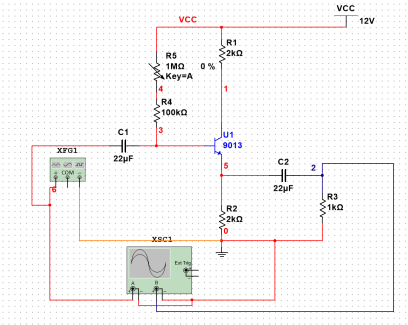 VCC
VCC
12V
R5
1MΩ
Key=A
0 %
R1
2kΩ
4
1
R4
100kΩ
3
C1
22µF
U1
9013
XFG1
COM
6
5
C2
22µF
2
R3
1kΩ
R2
2kΩ
0
XSC1
Ext Trig
A
B